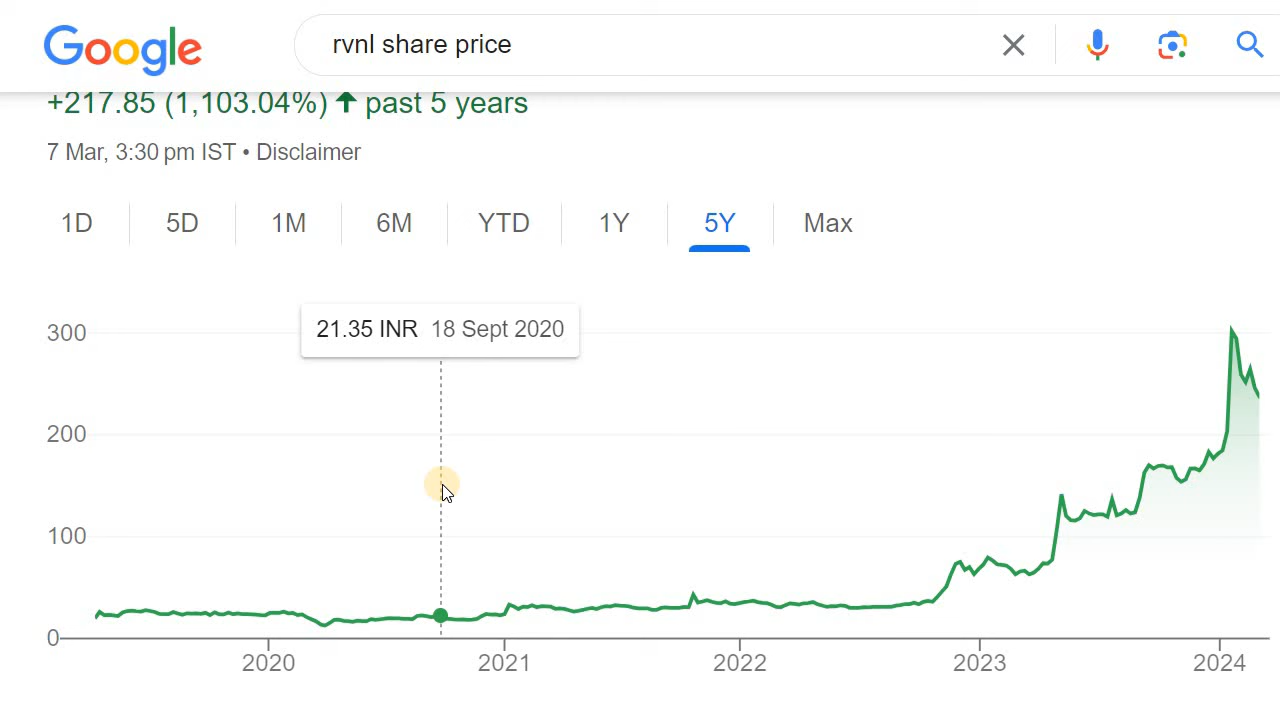 Google
rvnl share price
+217.85 (1,103.04%) ↑ past 5 years
7 Mar, 3:30 pm IST • Disclaimer
1D 5D 1M 6M YTD 1Y 5Y Max
21.35 INR 18 Sept 2020
300
200
100
0
2020 2021 2022 2023 2024